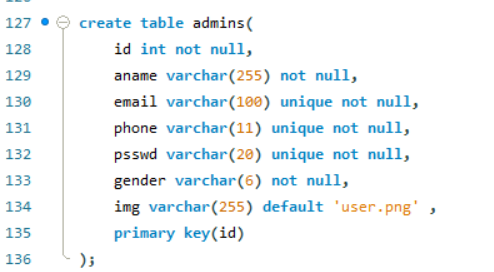 127 create table admins(
128 id int not null,
129 aname varchar(255) not null,
130 email varchar(100) unique not null,
131 phone varchar(11) unique not null,
132 psswd varchar(20) unique not null,
133 gender varchar(6) not null,
134 img varchar(255) default 'user.png' ,
135 primary key(id)
136 );